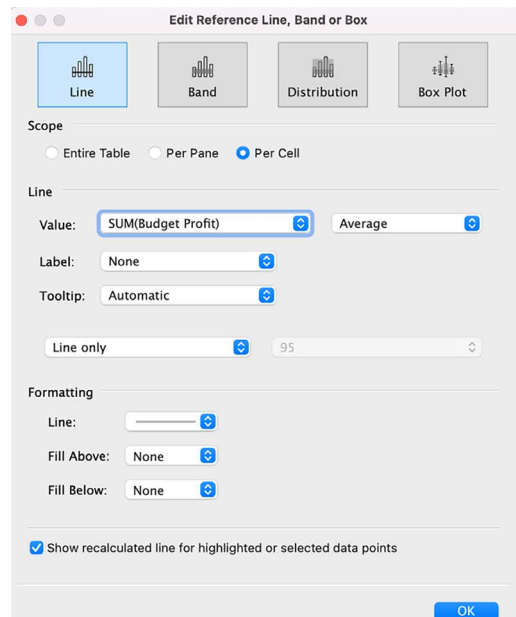 Edit Reference Line, Band or Box
Line Band Distribution Box Plot
Scope
Entire Table Per Pane Per Cell
Line
Value: SUM(Budget Profit) Average
Label: None
Tooltip: Automatic
Line only 95
Formatting
Line:
Fill Above: None
Fill Below: None
Show recalculated line for highlighted or selected data points
OK